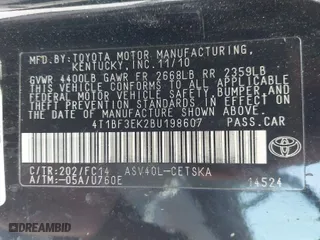 MFD. BY: TOYOTA MOTOR MANUFACTURING,
KENTUCKY, INC. 11/10
GVWR 4400LB GAWR FR 2668LB RR 2359LB
THIS VEHICLE CONFORMS TO ALL APPLICABLE
FEDERAL MOTOR VEHICLE SAFETY, BUMPER, AND
THEFT PREVENTION STANDARDS IN EFFECT ON
THE DATE OF MANUFACTURE SHOWN ABOVE.
4T1BF3EK2BU198607 PASS.CAR
C/TR:202/FC14 ASV40L-CETSKA
A/TM:-05A/U760E 14524
TOYOTA